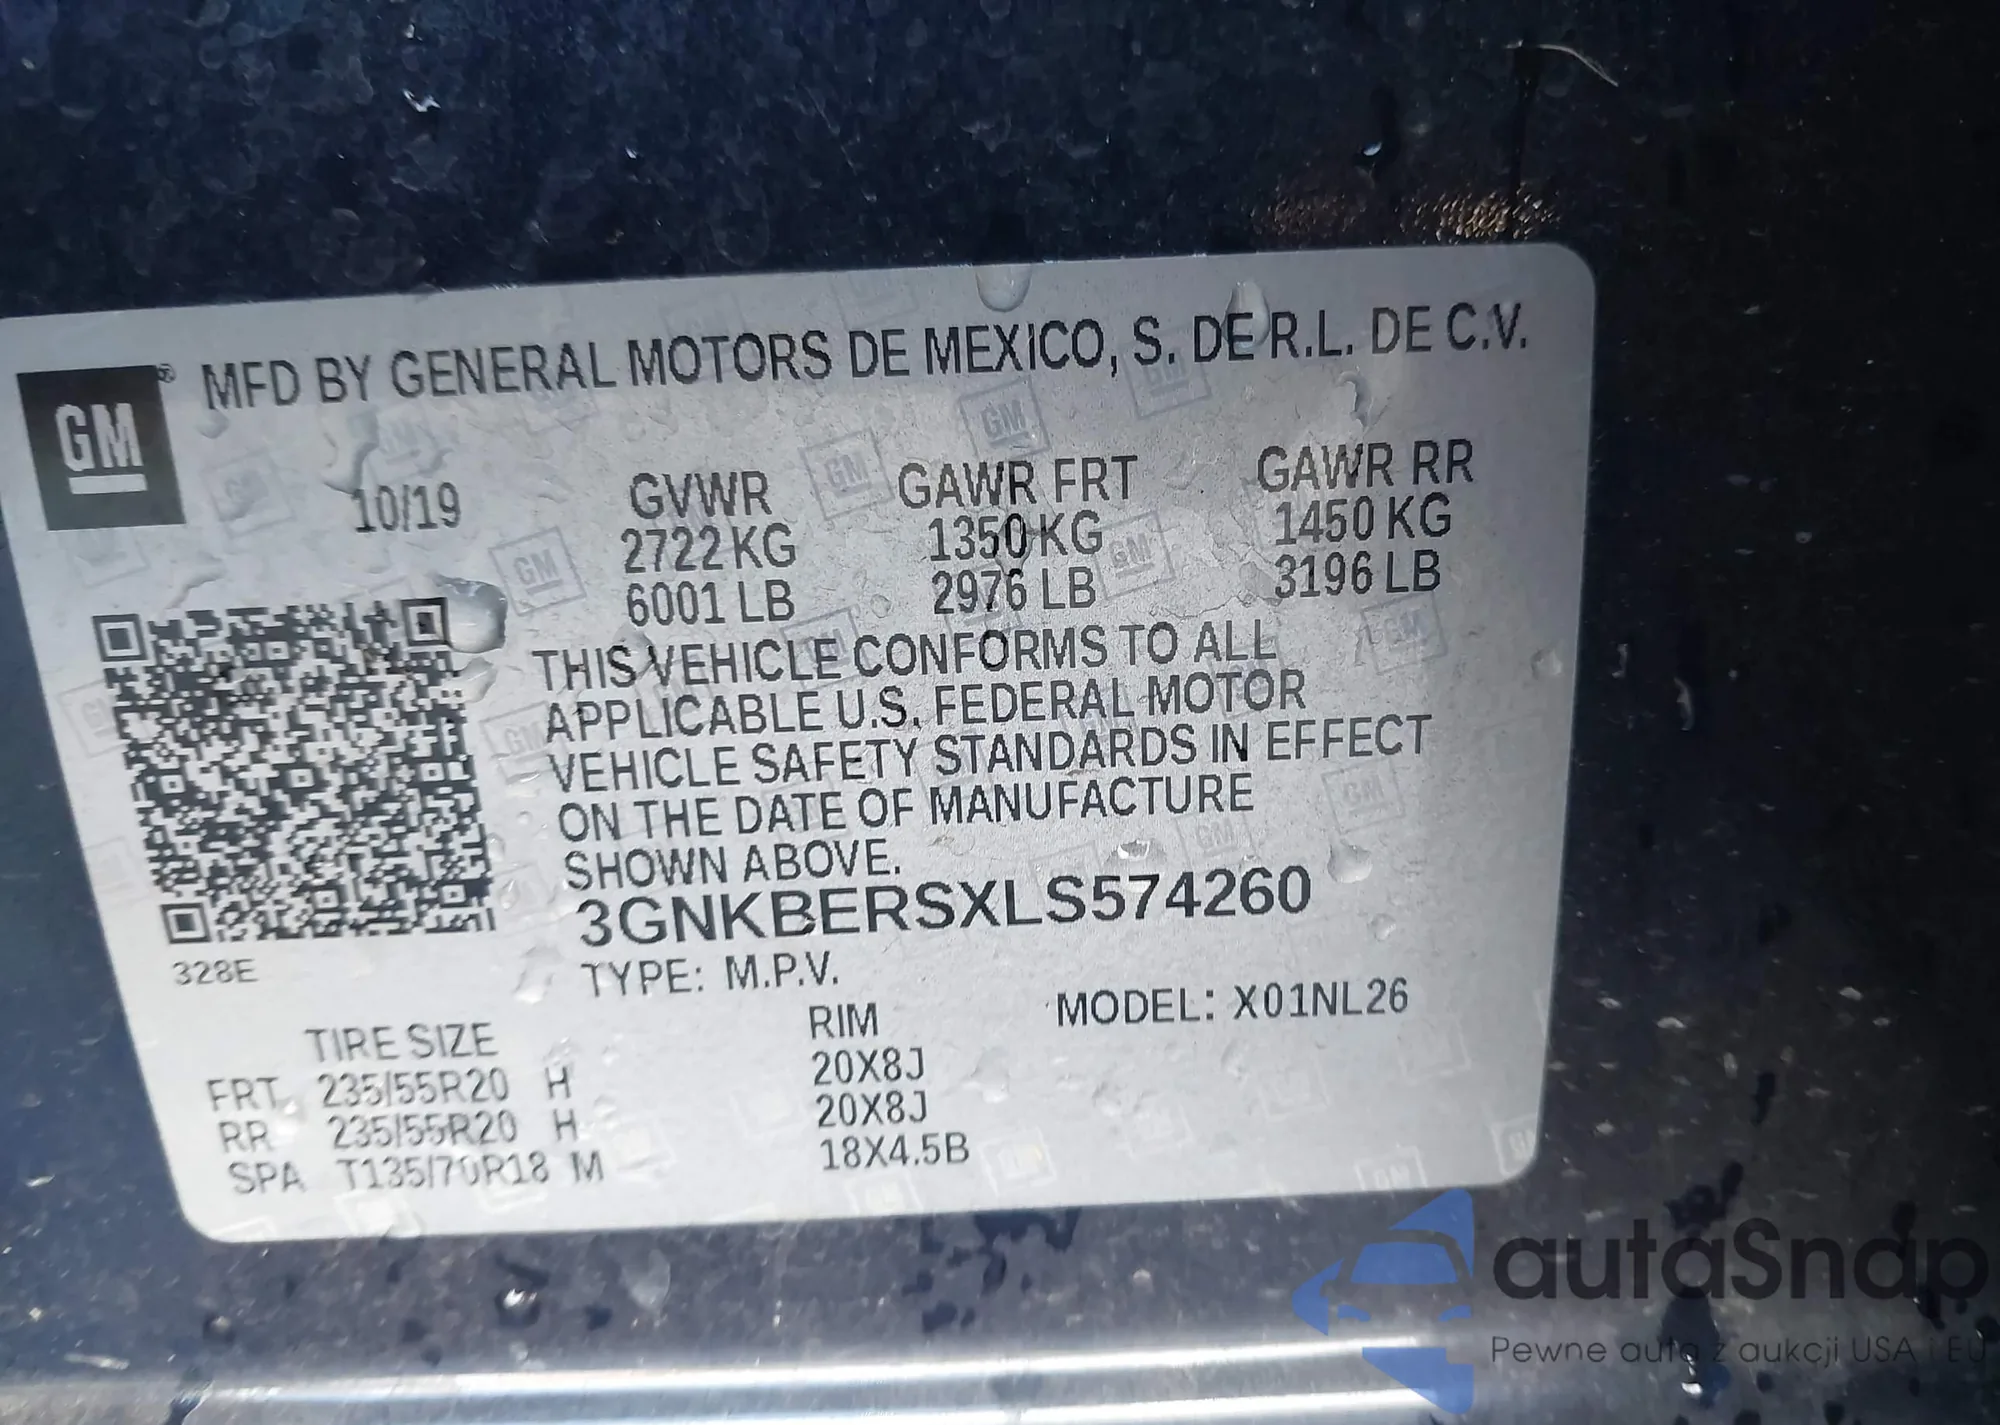 GM
MFD BY GENERAL MOTORS DE MEXICO, S. DE R.L. DE C.V.
10/19 GVWR GAWR FRT GAWR RR
2722 KG 1350 KG 1450 KG
6001 LB 2976 LB 3196 LB
THIS VEHICLE CONFORMS TO ALL
APPLICABLE U.S. FEDERAL MOTOR
VEHICLE SAFETY STANDARDS IN EFFECT
ON THE DATE OF MANUFACTURE
SHOWN ABOVE.
3GNKBERSXLS574260
328E
TYPE: M.P.V.
MODEL: X01NL26
TIRE SIZE RIM
FRT 235/55R20 H 20X8J
RR 235/55R20 H 20X8J
SPA T135/70R18 M 18X4.5B
autaSnap
Pewne auta z aukcji USA i EU